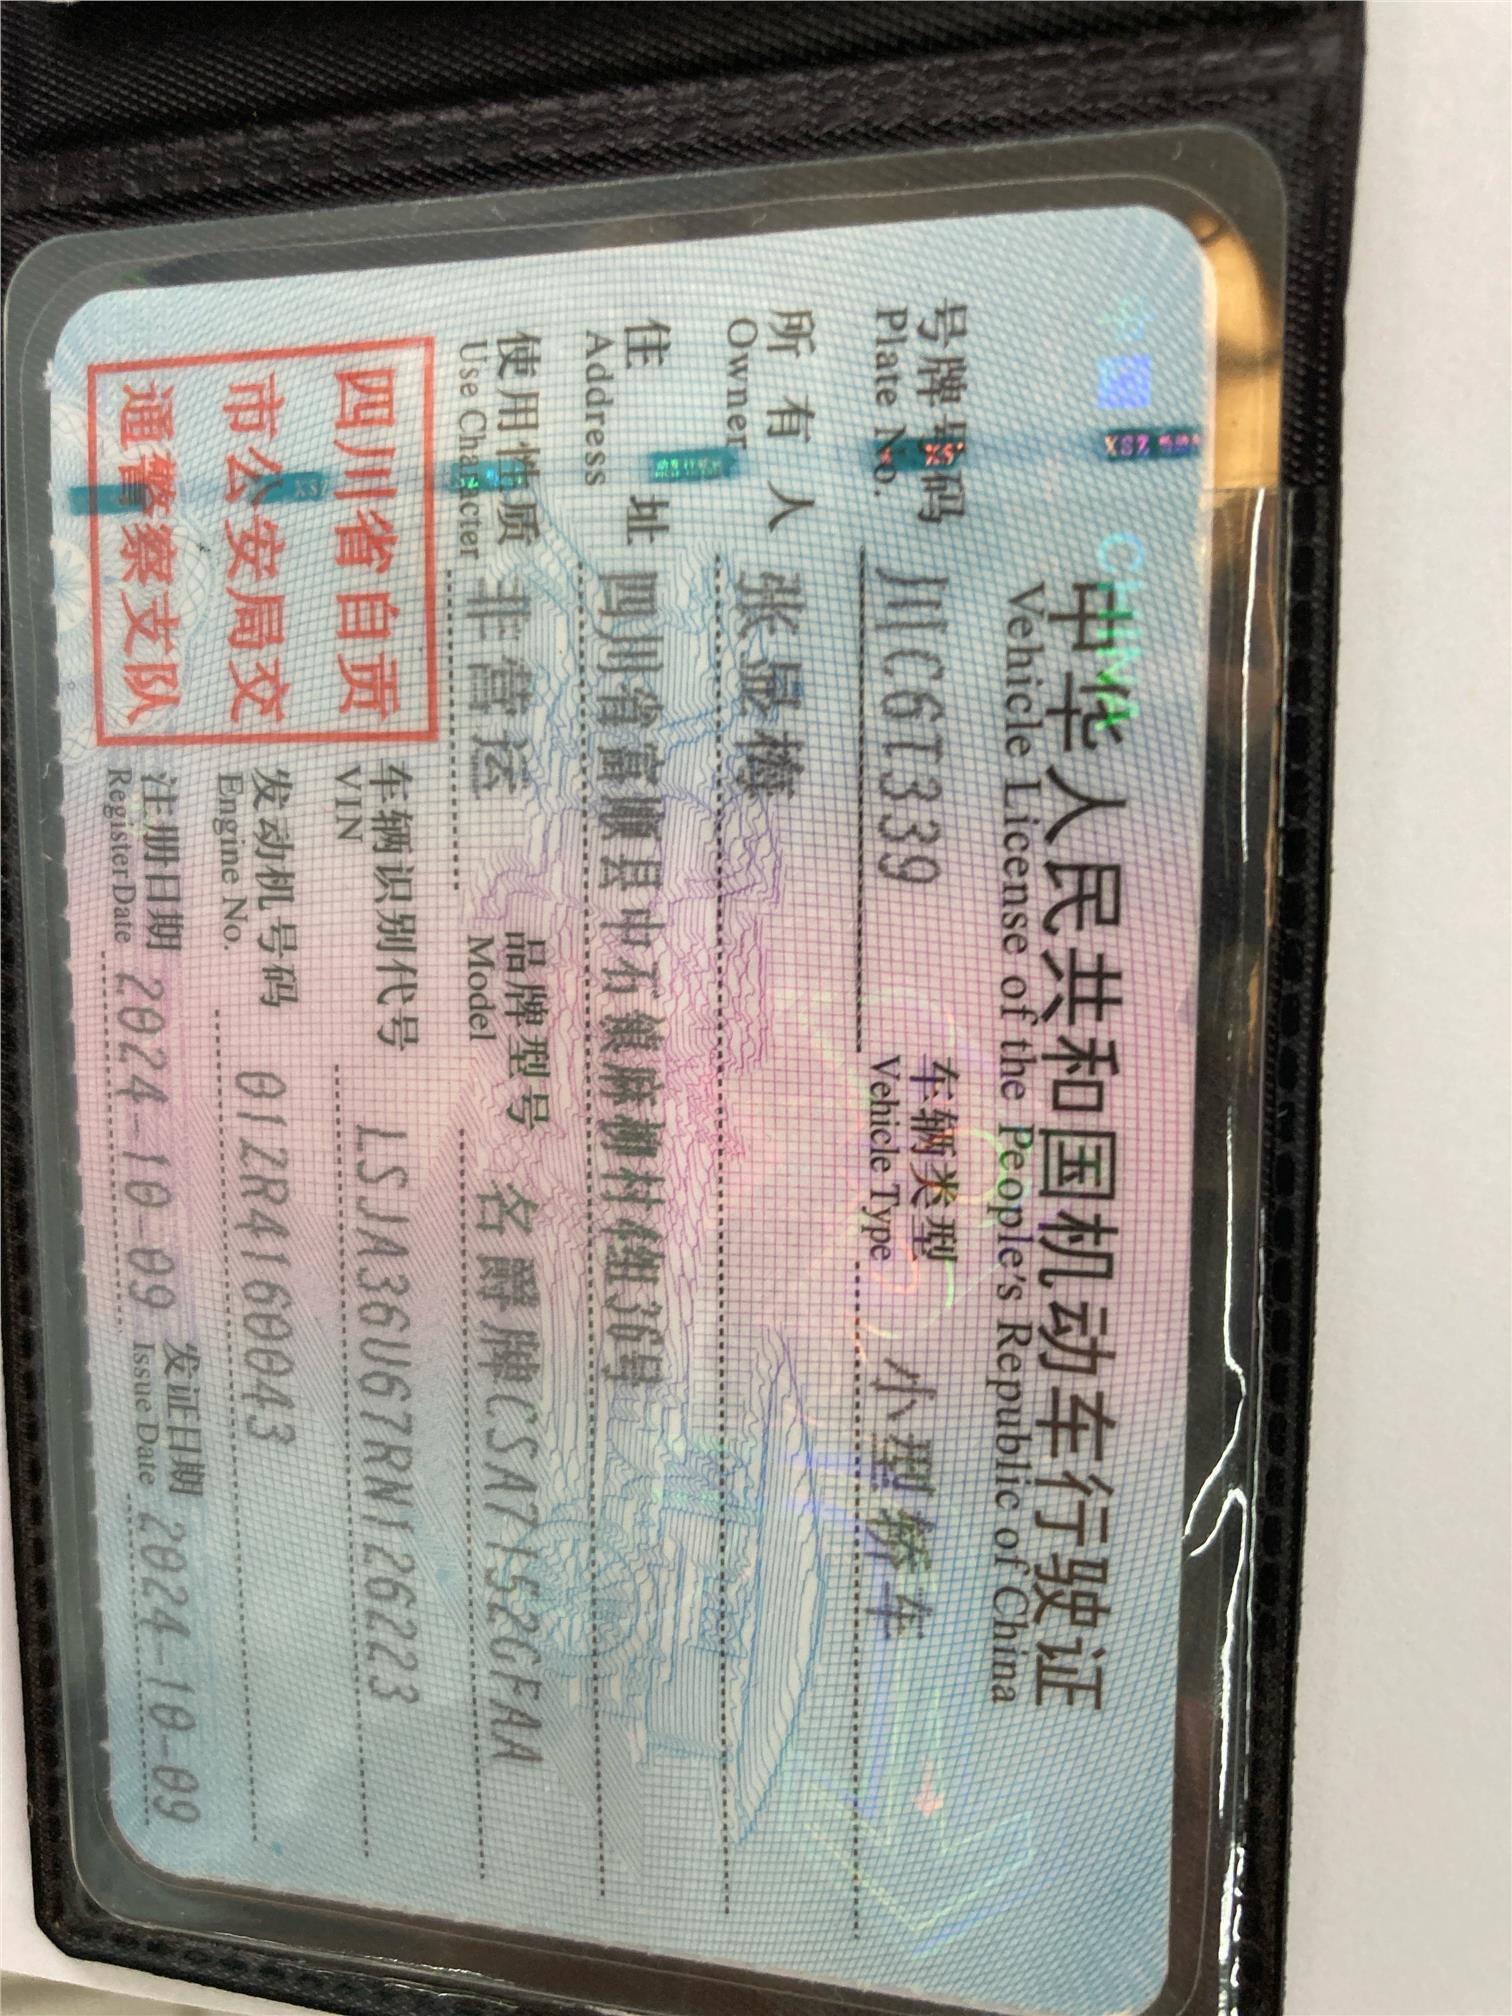 中华人民共和国机动车行驶证
Vehicle License of the People's Republic of China
号牌号码 川C6T339 车辆类型 小型轿车
Plate No. Vehicle Type
所有人 张显梅
Owner
住址 四川省富顺县中石镇麻柳村4组36号
Address
使用性质 非营运 品牌型号 名爵牌CSA7152GFAA
Use Character Model
四川省自贡
市公安局交
通警察支队
车辆识别代号 LSJA36U67RN126223
VIN
发动机号码 01ZR4160043
Engine No.
注册日期 2024-10-09 发证日期 2024-10-09
Register Date Issue Date
CHINA